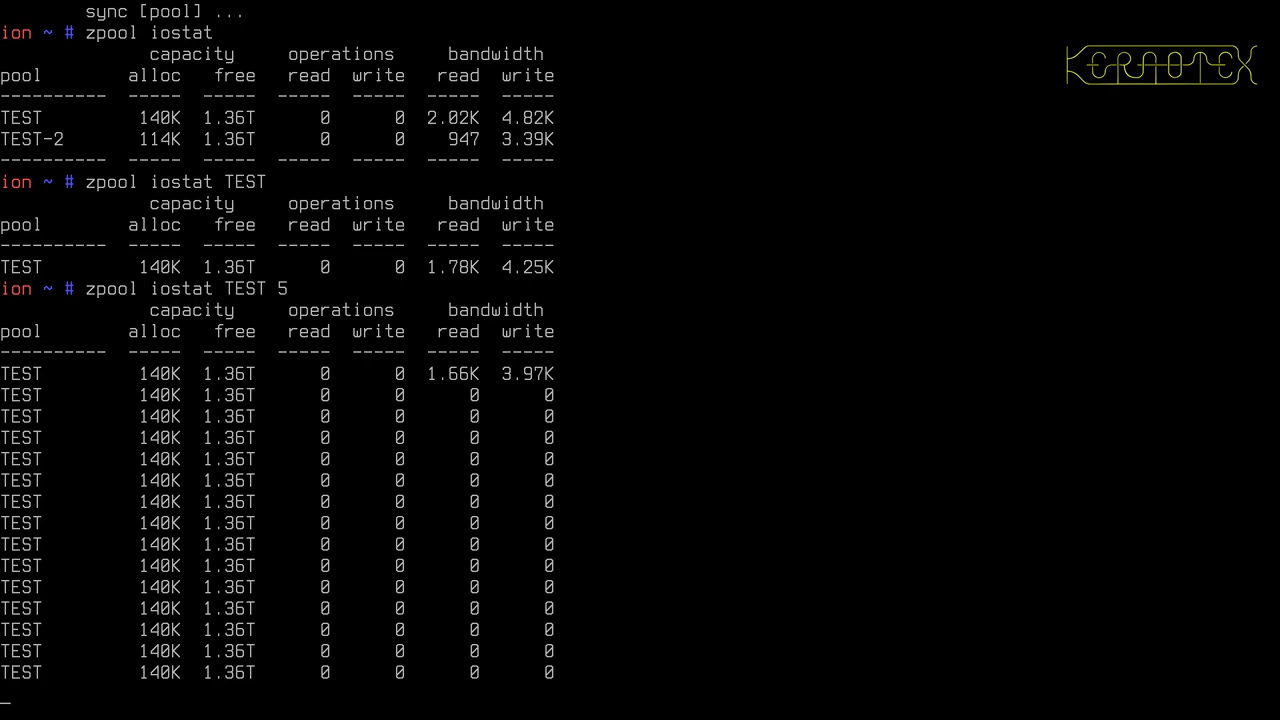 sync [pool] ...
ion ~ # zpool iostat
capacity operations bandwidth
pool alloc free read write read write
---------- ----- ----- ----- ----- ----- -----
TEST 140K 1.36T 0 0 2.02K 4.82K
TEST-2 114K 1.36T 0 0 947 3.39K
---------- ----- ----- ----- ----- ----- -----
ion ~ # zpool iostat TEST
capacity operations bandwidth
pool alloc free read write read write
---------- ----- ----- ----- ----- ----- -----
TEST 140K 1.36T 0 0 1.78K 4.25K
ion ~ # zpool iostat TEST 5
capacity operations bandwidth
pool alloc free read write read write
---------- ----- ----- ----- ----- ----- -----
TEST 140K 1.36T 0 0 1.66K 3.97K
TEST 140K 1.36T 0 0 0 0
TEST 140K 1.36T 0 0 0 0
TEST 140K 1.36T 0 0 0 0
TEST 140K 1.36T 0 0 0 0
TEST 140K 1.36T 0 0 0 0
TEST 140K 1.36T 0 0 0 0
TEST 140K 1.36T 0 0 0 0
TEST 140K 1.36T 0 0 0 0
TEST 140K 1.36T 0 0 0 0
TEST 140K 1.36T 0 0 0 0
TEST 140K 1.36T 0 0 0 0
TEST 140K 1.36T 0 0 0 0
TEST 140K 1.36T 0 0 0 0
TEST 140K 1.36T 0 0 0 0
_